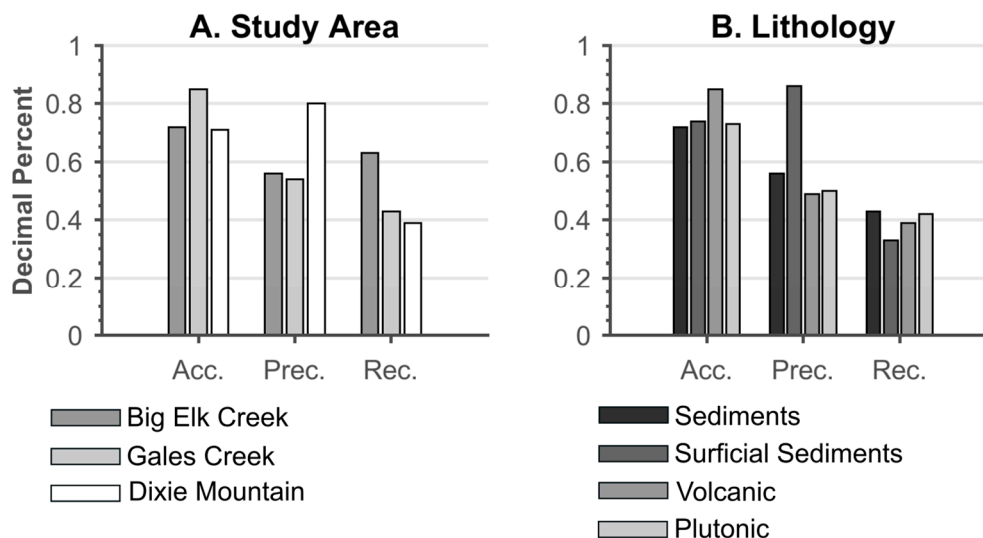 A. Study Area
Decimal Percent
1
0.8
0.6
0.4
0.2
0
Acc. Prec. Rec.
Big Elk Creek
Gales Creek
Dixie Mountain
B. Lithology
1
0.8
0.6
0.4
0.2
0
Acc. Prec. Rec.
Sediments
Surficial Sediments
Volcanic
Plutonic